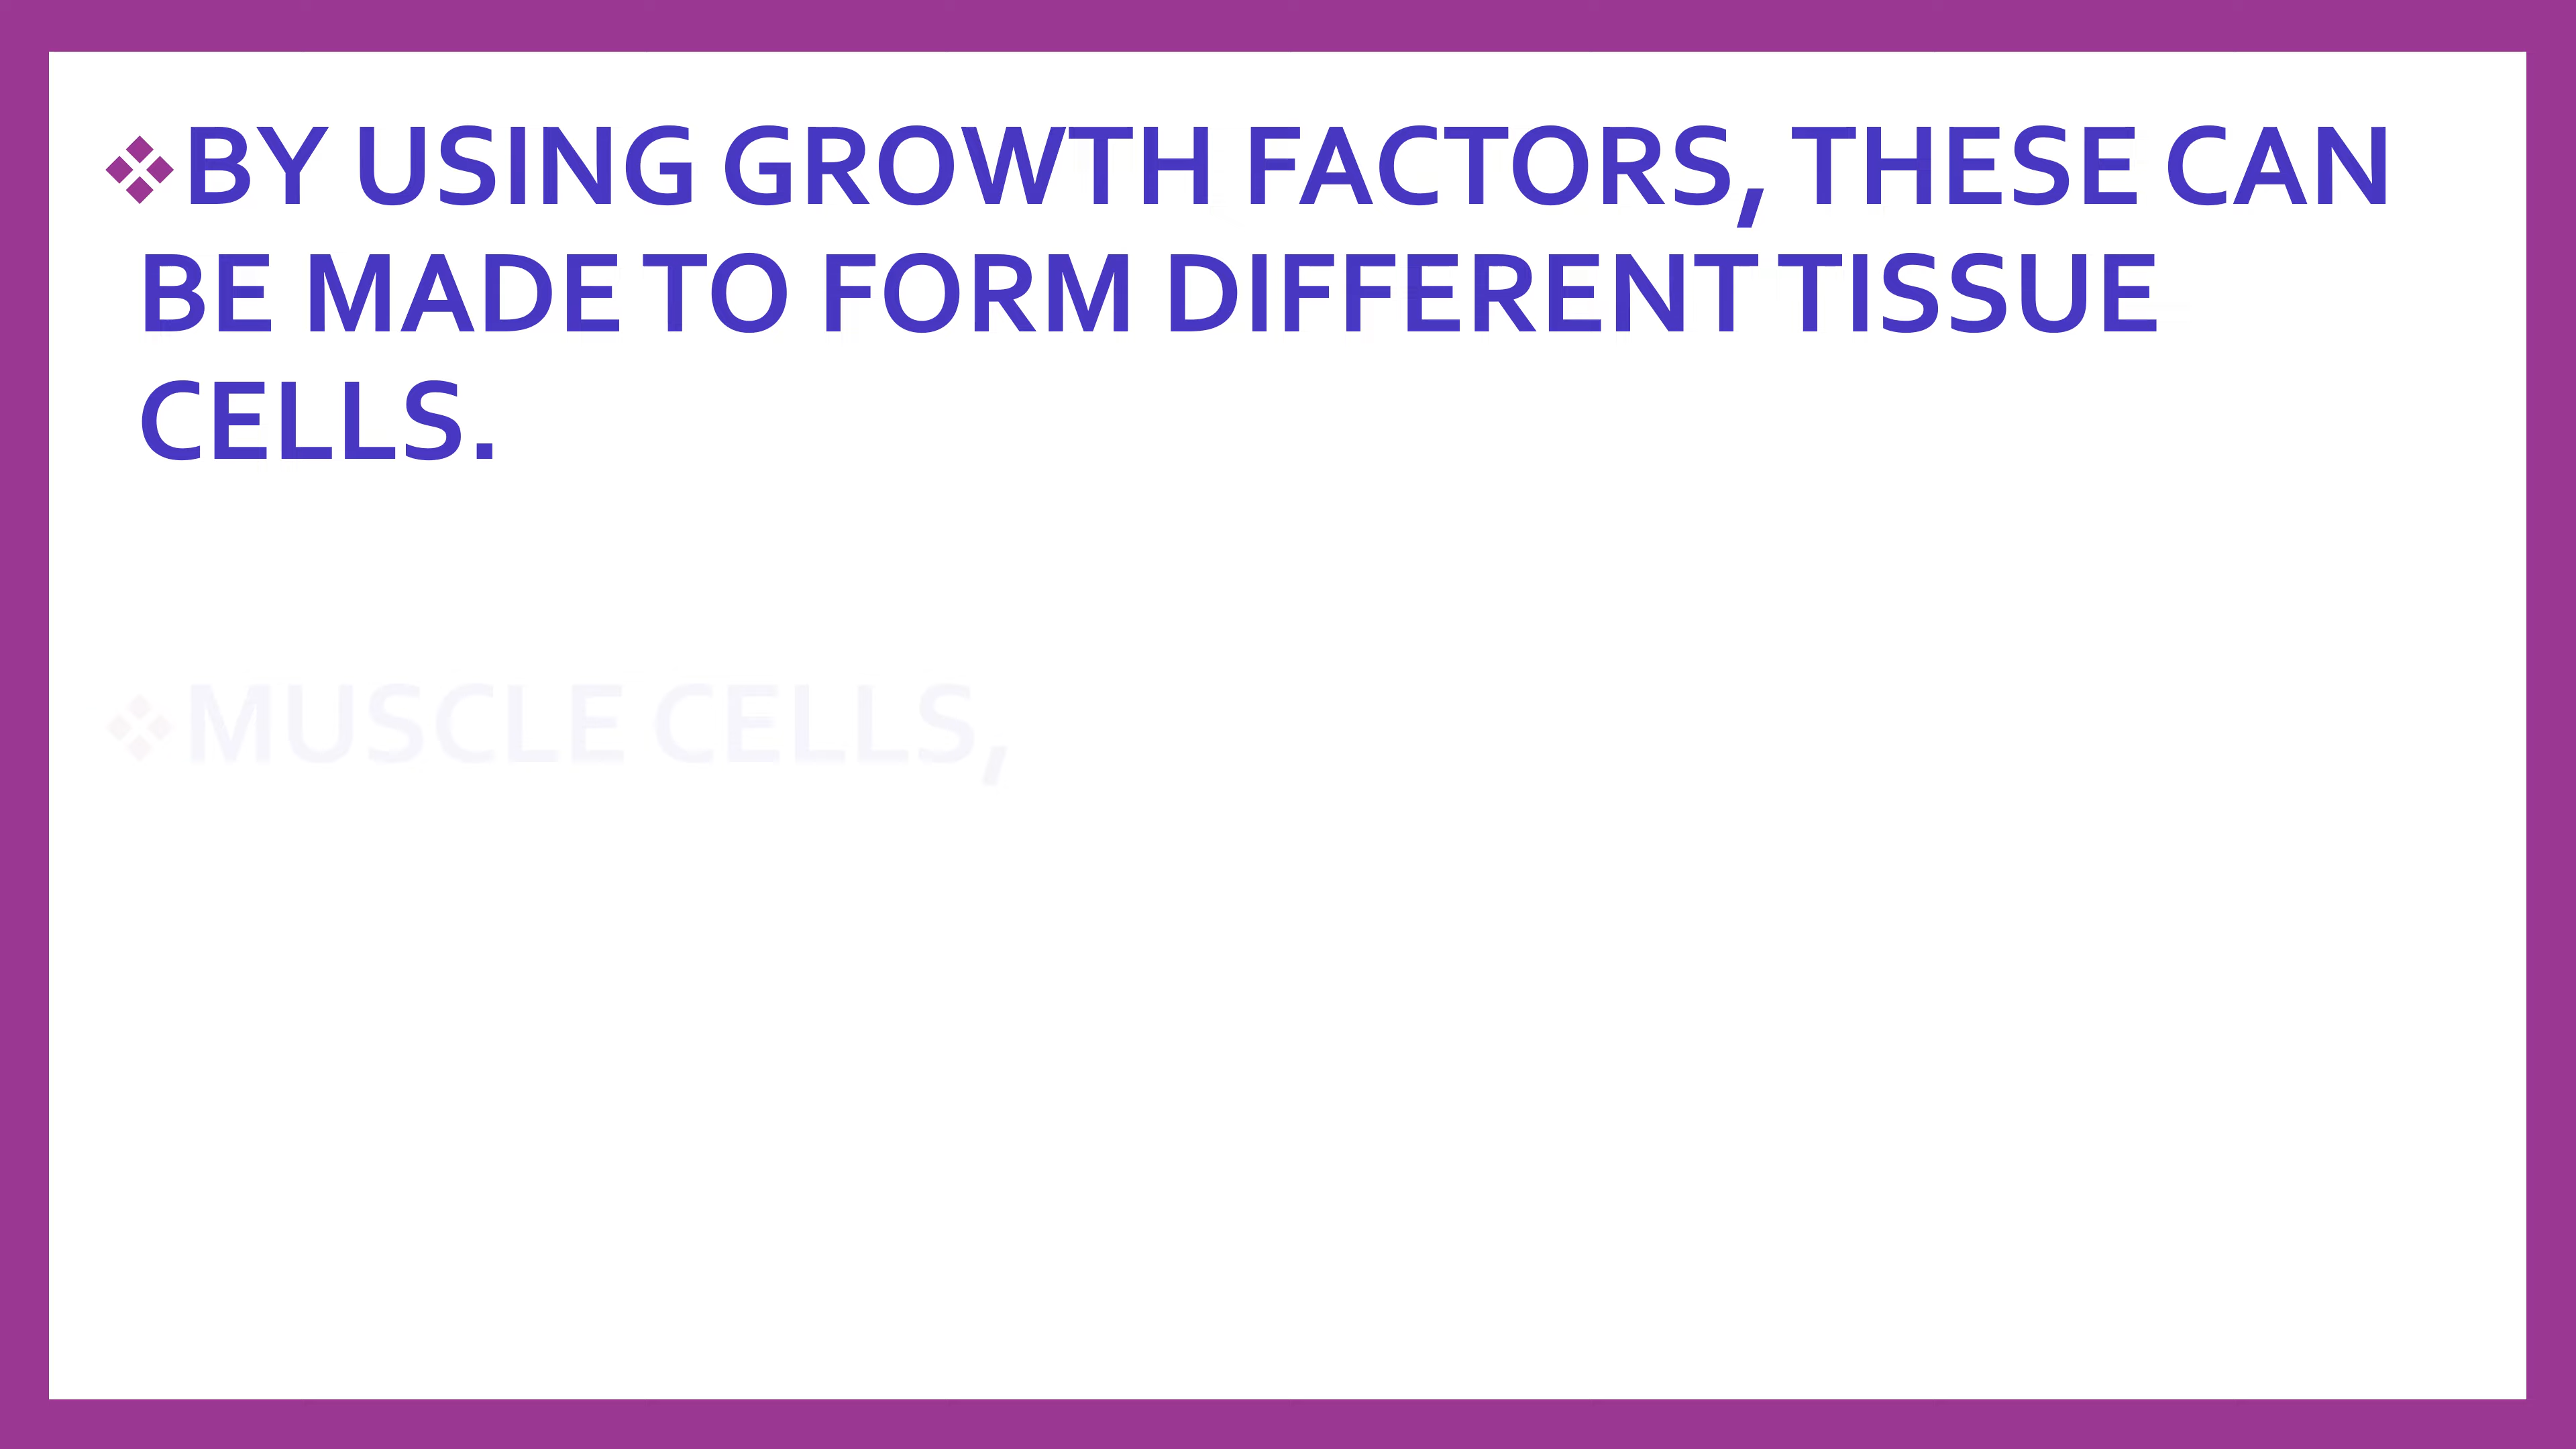 ❖BY USING GROWTH FACTORS, THESE CAN
BE MADE TO FORM DIFFERENT TISSUE
CELLS.
❖MUSCLE CELLS,